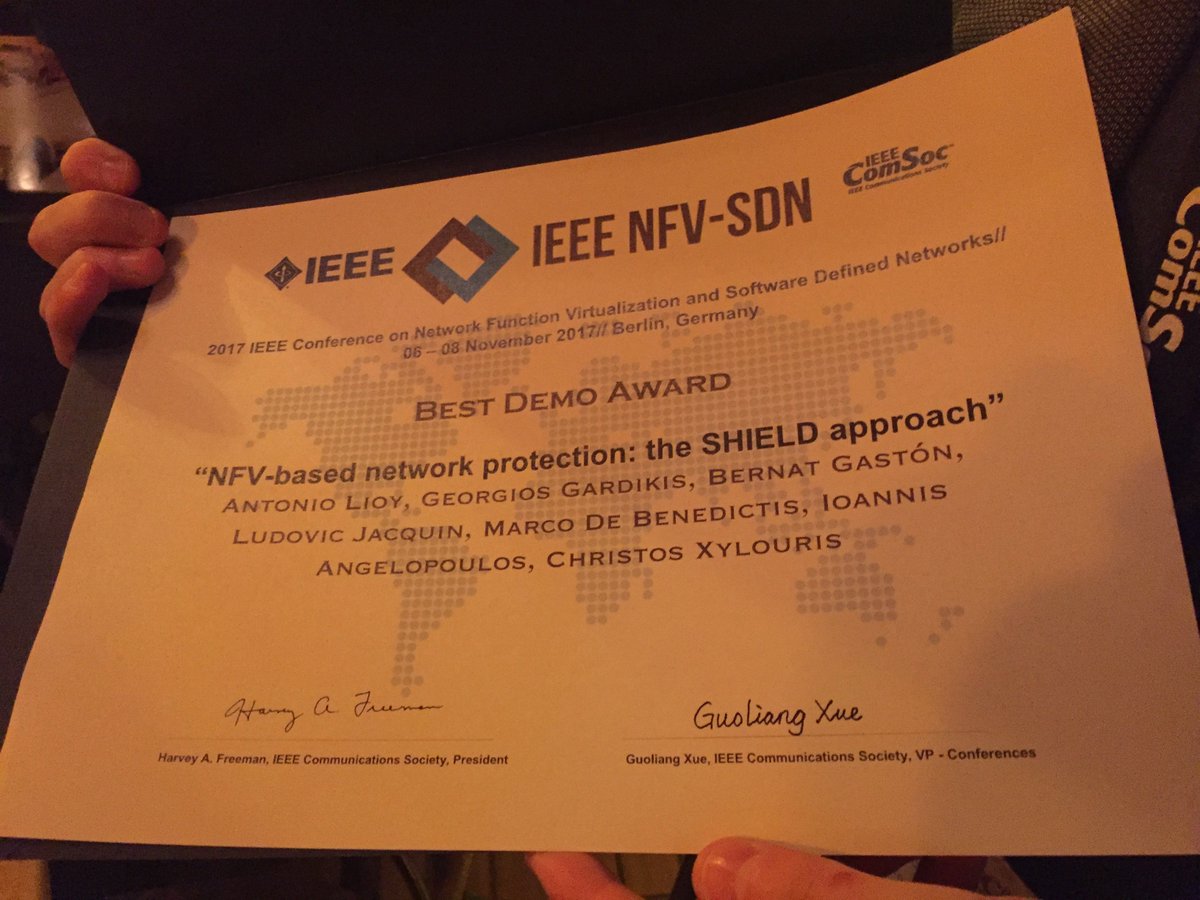 IEEE
IEEE NFV-SDN
IEEE
ComSoc™
IEEE Communications Society
2017 IEEE Conference on Network Function Virtualization and Software Defined Networks//
06 – 08 November 2017// Berlin, Germany
BEST DEMO AWARD
“NFV-based network protection: the SHIELD approach”
ANTONIO LIOY, GEORGIOS GARDIKIS, BERNAT GASTÓN,
LUDOVIC JACQUIN, MARCO DE BENEDICTIS, IOANNIS
ANGELOPOULOS, CHRISTOS XYLOURIS
Harvey A. Freeman
Guoliang Xue
Harvey A. Freeman, IEEE Communications Society, President
Guoliang Xue, IEEE Communications Society, VP - Conferences